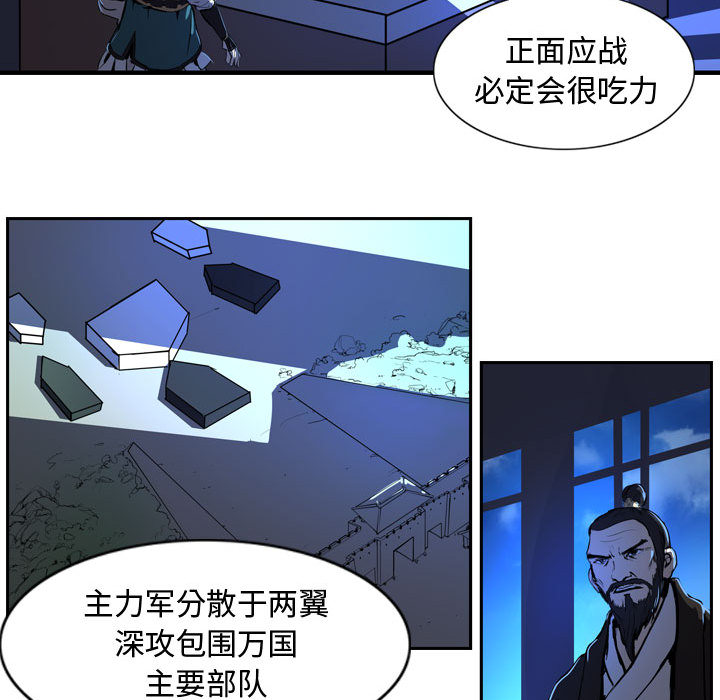 正面应战
必定会很吃力
主力军分散于两翼
深攻包围万国
主要部队